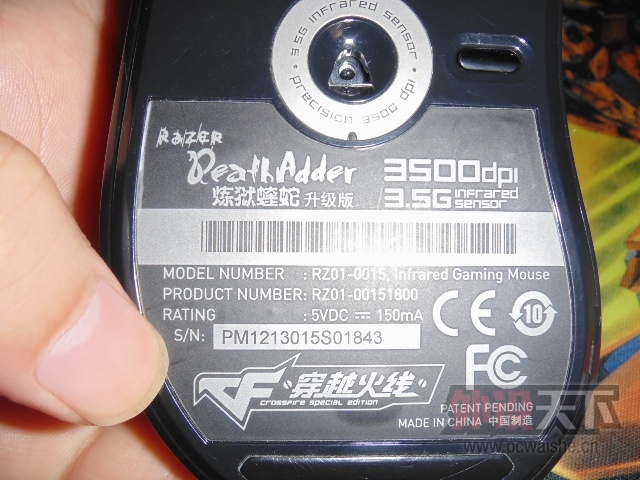 3.5G infrared sensor
precision 3500 dpi
RAZER
DeathAdder
炼狱蝰蛇 升级版
3500dpi
3.5G infrared sensor
MODEL NUMBER : RZ01-0015, Infrared Gaming Mouse
PRODUCT NUMBER: RZ01-00151800
RATING : 5VDC ⎓ 150mA
S/N: PM1213015S01843
CE
10
FC
CF 穿越火线
crossfire special edition
PATENT PENDING
MADE IN CHINA 中国制造
天下
www.pcwaishe.cn